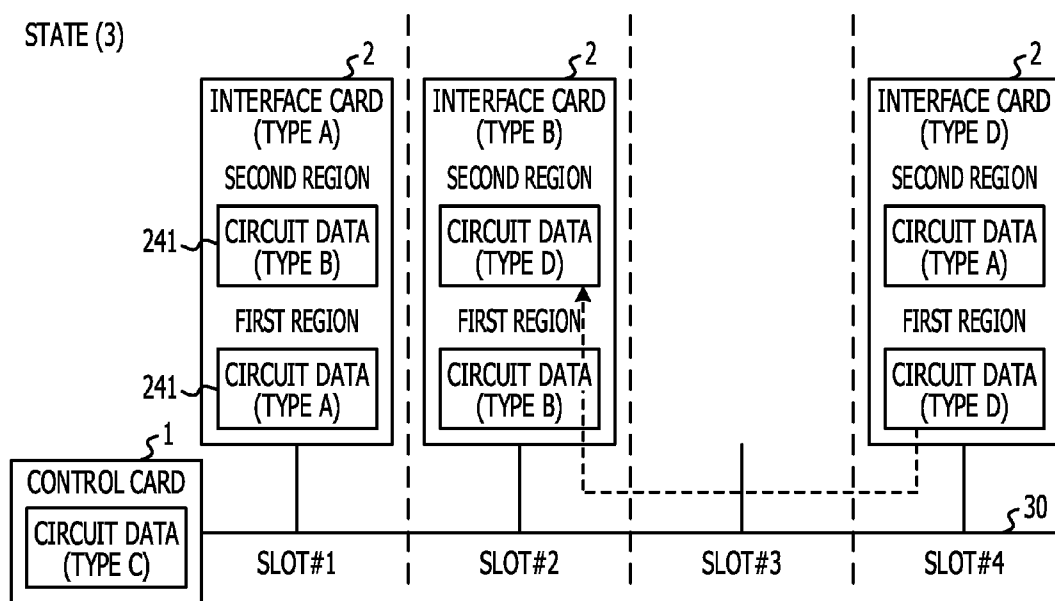 STATE (3)
2
INTERFACE CARD
(TYPE A)
SECOND REGION
241
CIRCUIT DATA
(TYPE B)
FIRST REGION
241
CIRCUIT DATA
(TYPE A)
2
INTERFACE CARD
(TYPE B)
SECOND REGION
CIRCUIT DATA
(TYPE D)
FIRST REGION
CIRCUIT DATA
(TYPE B)
2
INTERFACE CARD
(TYPE D)
SECOND REGION
CIRCUIT DATA
(TYPE A)
FIRST REGION
CIRCUIT DATA
(TYPE D)
1
CONTROL CARD
CIRCUIT DATA
(TYPE C)
30
SLOT#1
SLOT#2
SLOT#3
SLOT#4